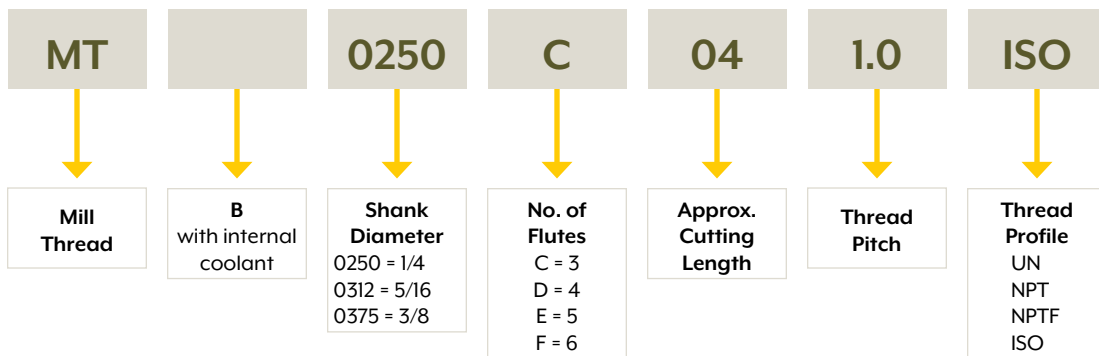 MT 0250 C 04 1.0 ISO
Mill
Thread
B
with internal
coolant
Shank
Diameter
0250 = 1/4
0312 = 5/16
0375 = 3/8
No. of
Flutes
C = 3
D = 4
E = 5
F = 6
Approx.
Cutting
Length
Thread
Pitch
Thread
Profile
UN
NPT
NPTF
ISO